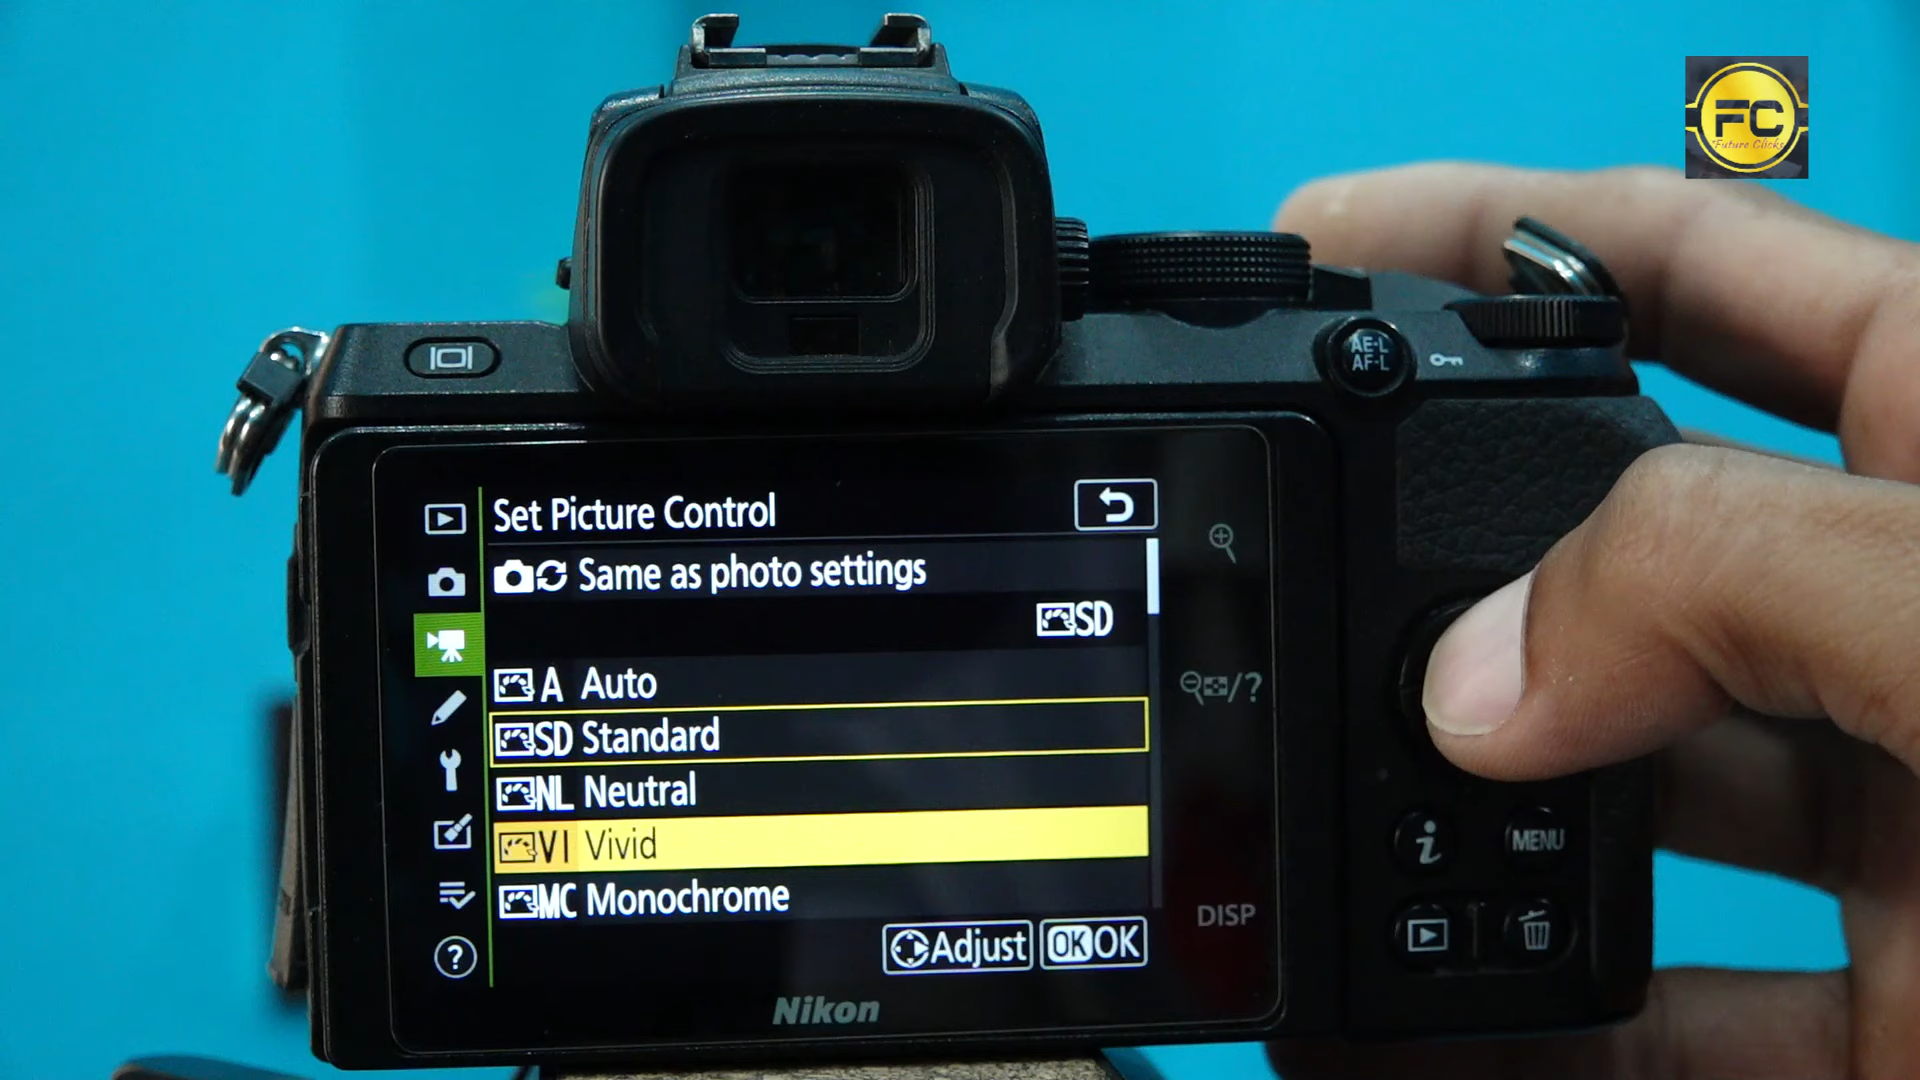 FC
Future Clicks
AE-L
AF-L
Set Picture Control
Same as photo settings
SD
A Auto
SD Standard
NL Neutral
VI Vivid
MC Monochrome
Adjust OK OK
?
/?
DISP
i
MENU
Nikon